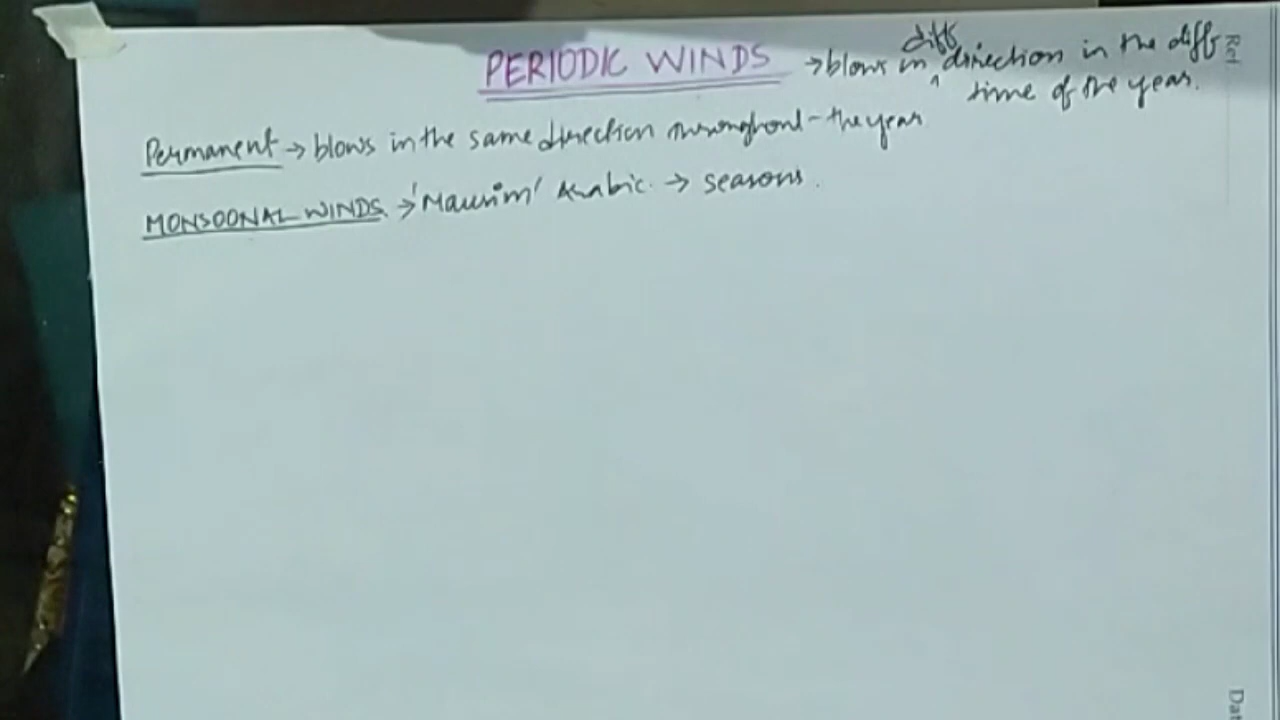 PERIODIC WINDS → blows in diff direction in the diff
time of the year.
Permanent → blows in the same direction throughout the year
MONSOONAL WINDS → 'Mausim' Arabic → seasons.
Dat